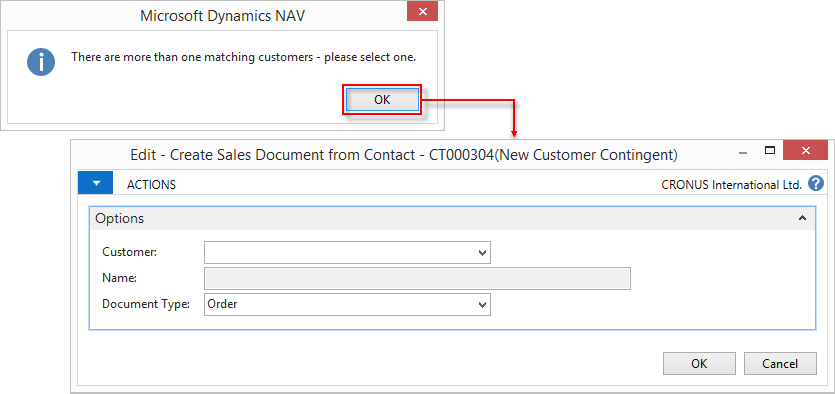 Microsoft Dynamics NAV
There are more than one matching customers - please select one.
OK
Edit - Create Sales Document from Contact - CT000304(New Customer Contingent)
ACTIONS
CRONUS International Ltd.
Options
Customer:
Name:
Document Type: Order
OK
Cancel